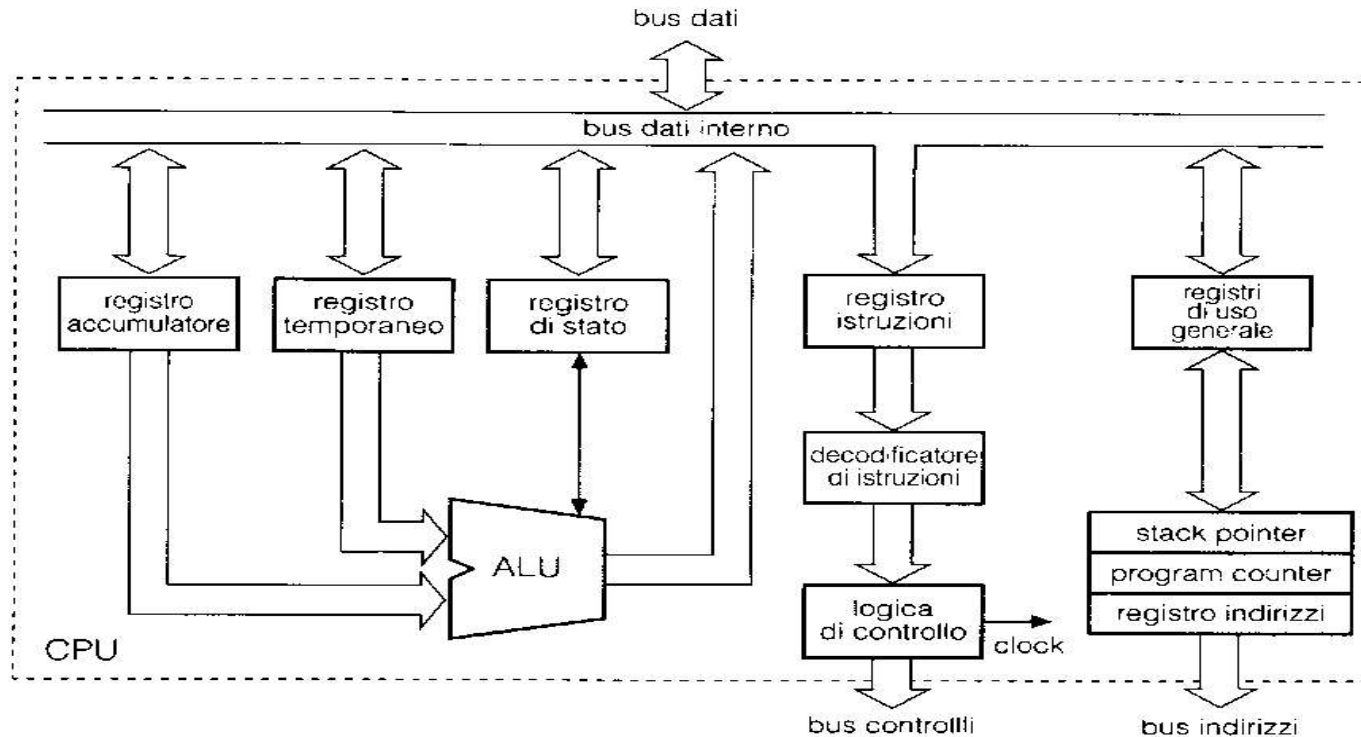 bus dati
bus dati interno
registro
accumulatore
registro
temporaneo
registro
di stato
registro
istruzioni
registri
di uso
generale
decodificatore
di istruzioni
stack pointer
program counter
registro indirizzi
ALU
logica
di controllo
clock
CPU
bus controllli
bus indirizzi